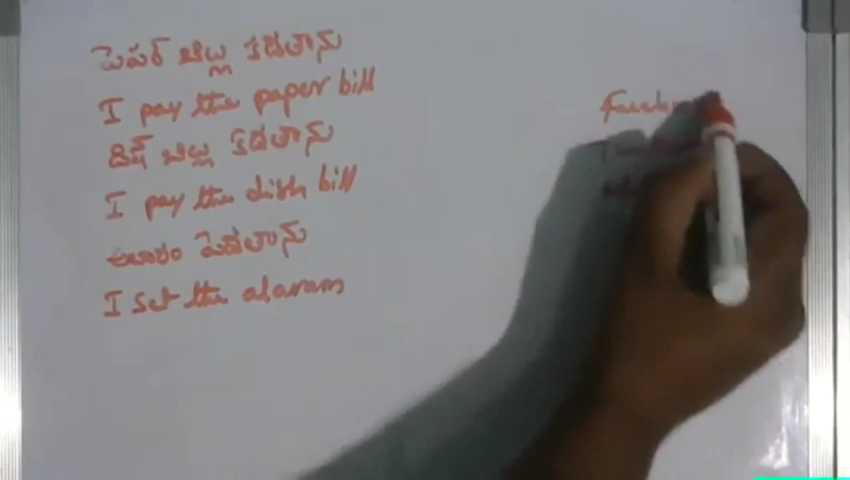 పేపర్ బిల్లు కడతాను
I pay the paper bill
డిష్ బిల్లు కడతాను
I pay the dish bill
అలారం పెడతాను
I set the alaram